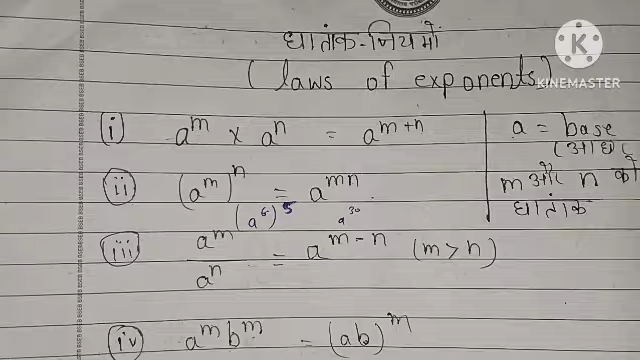 घातांक-नियमों
(laws of exponents)
K
KINEMASTER
(i) a^m × a^n = a^{m+n}
a = base
(आधार
(ii) (a^m)^n = a^{mn}.
m और n को
घातांक
(a^6)^5 a^{30}
(iii) a^m / a^n = a^{m-n} (m>n)
(iv) a^m b^m = (ab)^m